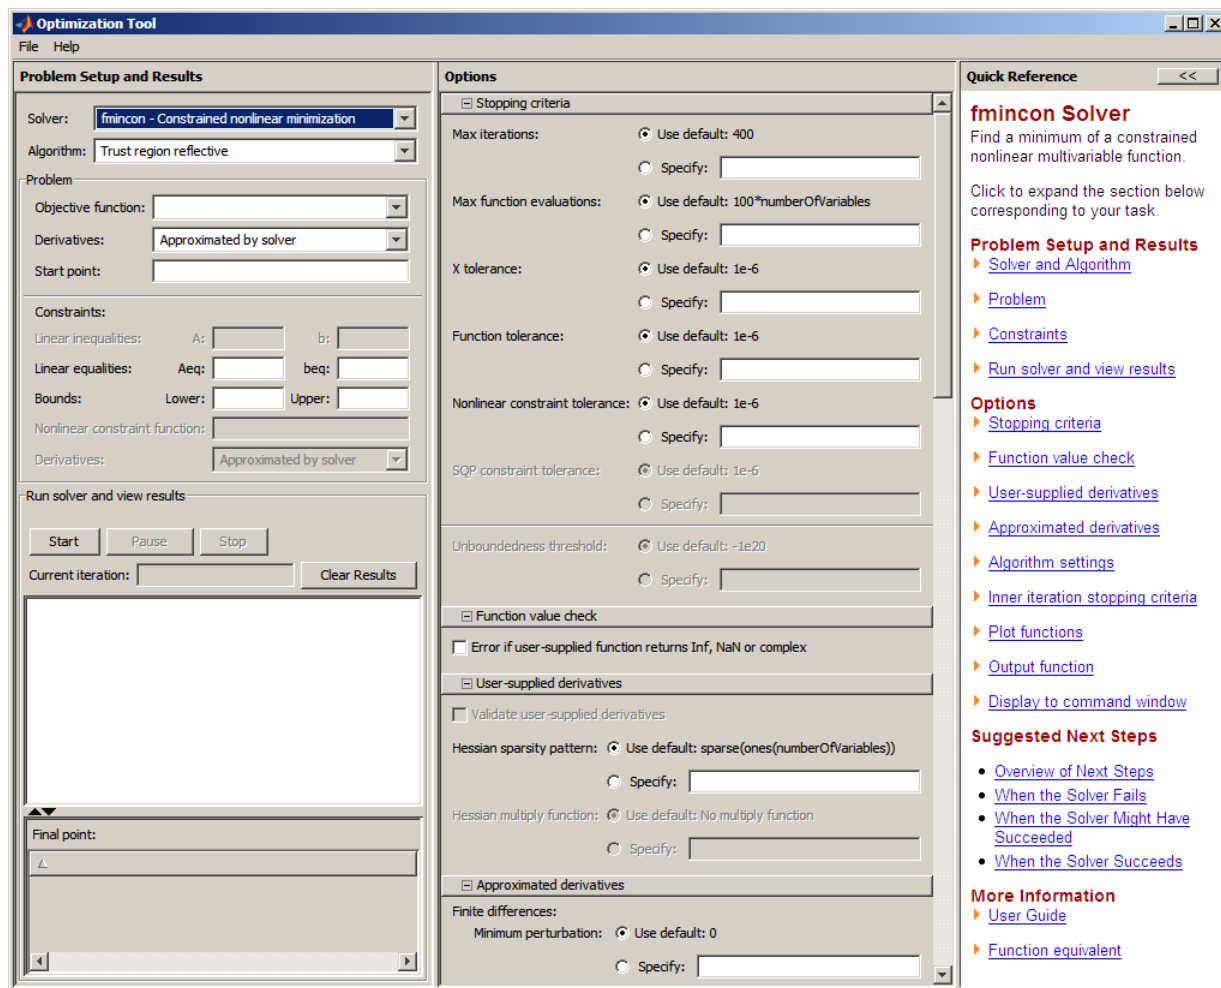 Optimization Tool
File Help
Problem Setup and Results
Solver: fmincon - Constrained nonlinear minimization
Algorithm: Trust region reflective
Problem
Objective function:
Derivatives: Approximated by solver
Start point:
Constraints:
Linear inequalities: A: b:
Linear equalities: Aeq: beq:
Bounds: Lower: Upper:
Nonlinear constraint function:
Derivatives: Approximated by solver
Run solver and view results
Start Pause Stop
Current iteration: Clear Results
Final point:
Options
Stopping criteria
Max iterations: Use default: 400
Specify:
Max function evaluations: Use default: 100*numberOfVariables
Specify:
X tolerance: Use default: 1e-6
Specify:
Function tolerance: Use default: 1e-6
Specify:
Nonlinear constraint tolerance: Use default: 1e-6
Specify:
SQP constraint tolerance: Use default: 1e-6
Specify:
Unboundedness threshold: Use default: -1e20
Specify:
Function value check
Error if user-supplied function returns Inf, NaN or complex
User-supplied derivatives
Validate user-supplied derivatives
Hessian sparsity pattern: Use default: sparse(ones(numberOfVariables))
Specify:
Hessian multiply function: Use default: No multiply function
Specify:
Approximated derivatives
Finite differences:
Minimum perturbation: Use default: 0
Specify:
Quick Reference <<
fmincon Solver
Find a minimum of a constrained
nonlinear multivariable function.
Click to expand the section below
corresponding to your task.
Problem Setup and Results
Solver and Algorithm
Problem
Constraints
Run solver and view results
Options
Stopping criteria
Function value check
User-supplied derivatives
Approximated derivatives
Algorithm settings
Inner iteration stopping criteria
Plot functions
Output function
Display to command window
Suggested Next Steps
Overview of Next Steps
When the Solver Fails
When the Solver Might Have
Succeeded
When the Solver Succeeds
More Information
User Guide
Function equivalent